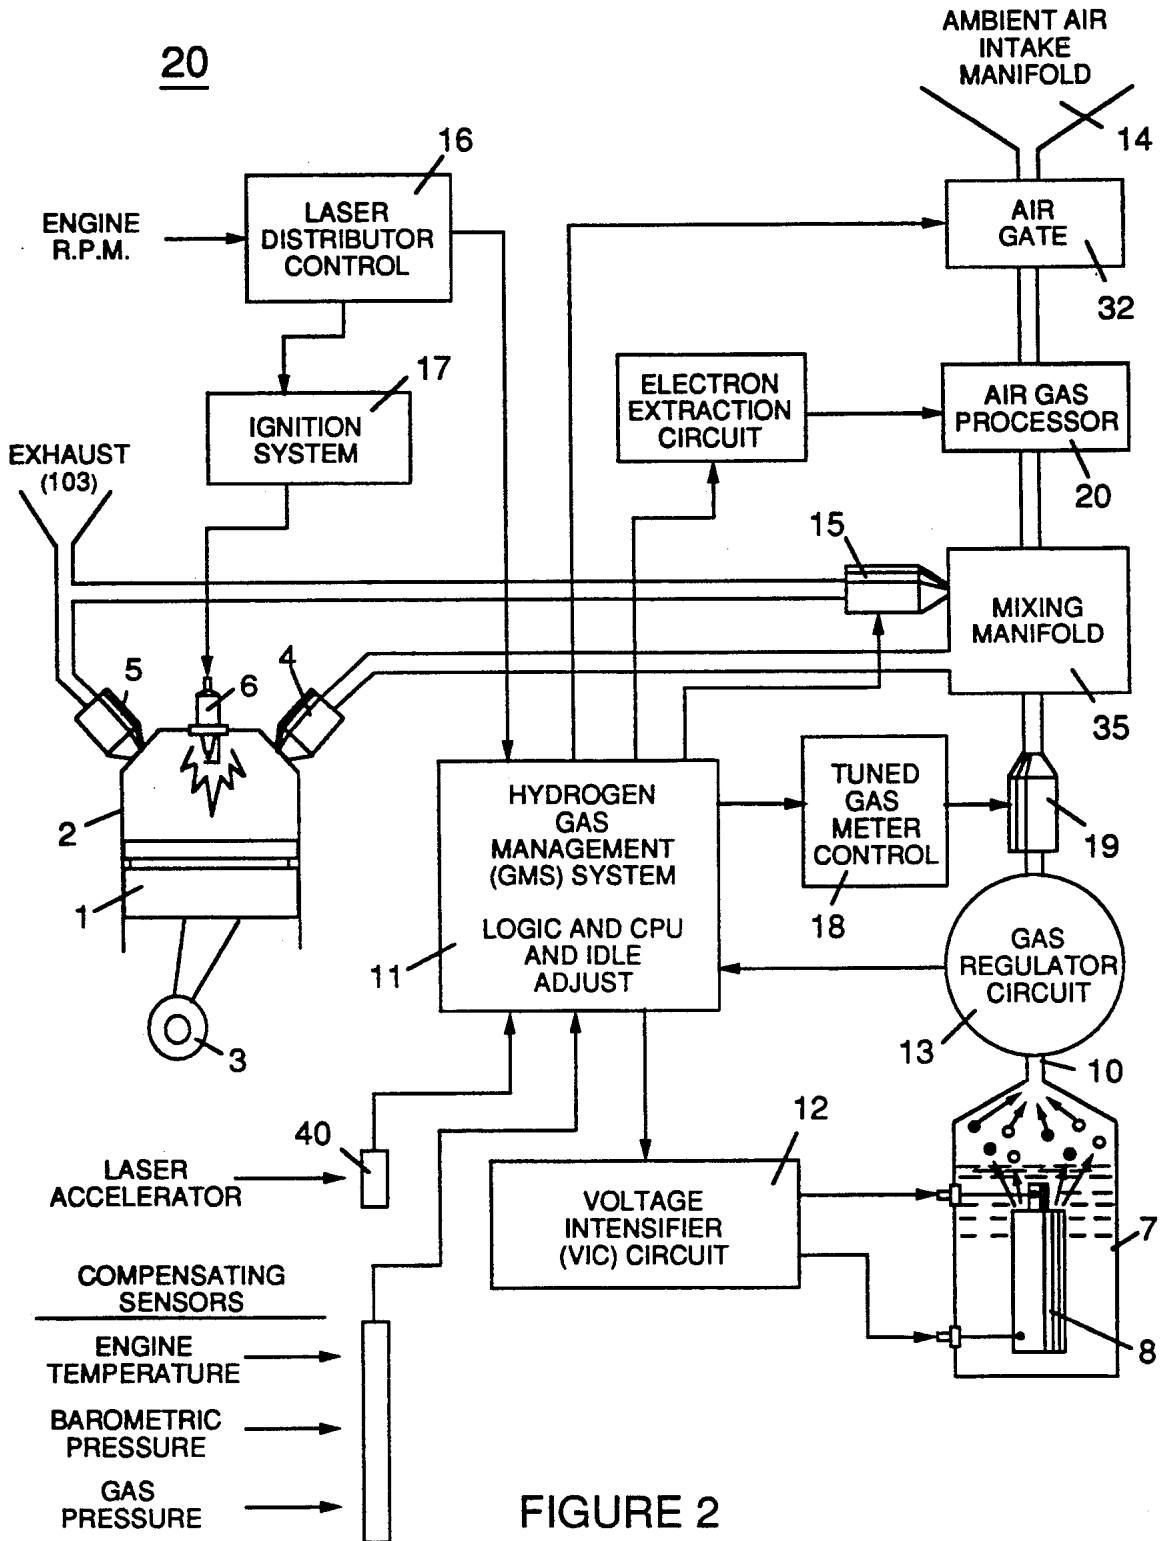 20
AMBIENT AIR
INTAKE
MANIFOLD
14
16
LASER
DISTRIBUTOR
CONTROL
ENGINE
R.P.M.
AIR
GATE
32
17
IGNITION
SYSTEM
ELECTRON
EXTRACTION
CIRCUIT
AIR GAS
PROCESSOR
20
EXHAUST
(103)
15
MIXING
MANIFOLD
35
5
6
4
2
1
3
HYDROGEN
GAS
MANAGEMENT
(GMS) SYSTEM
LOGIC AND CPU
AND IDLE
ADJUST
11
TUNED
GAS
METER
CONTROL
18
19
GAS
REGULATOR
CIRCUIT
13
10
12
40
LASER
ACCELERATOR
VOLTAGE
INTENSIFIER
(VIC) CIRCUIT
7
8
COMPENSATING
SENSORS
ENGINE
TEMPERATURE
BAROMETRIC
PRESSURE
GAS
PRESSURE
FIGURE 2